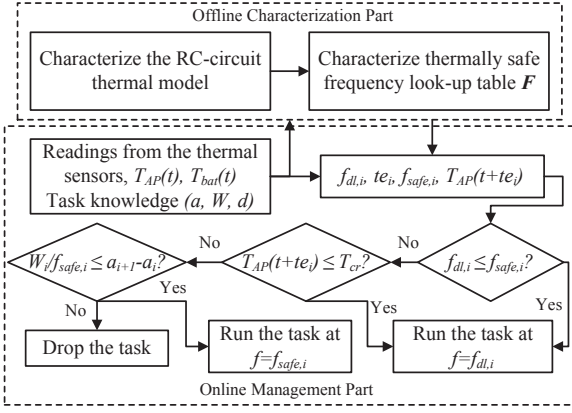 Offline Characterization Part
Characterize the RC-circuit
thermal model
Characterize thermally safe
frequency look-up table F
Readings from the thermal
sensors, T_AP(t), T_bat(t)
Task knowledge (a, W, d)
f_dl,i, te_i, f_safe,i, T_AP(t+te_i)
f_dl,i ≤ f_safe,i?
No
Yes
T_AP(t+te_i) ≤ T_cr?
No
Yes
W_i/f_safe,i ≤ a_i+1-a_i?
Yes
No
Drop the task
Run the task at
f=f_safe,i
Run the task at
f=f_dl,i
Online Management Part